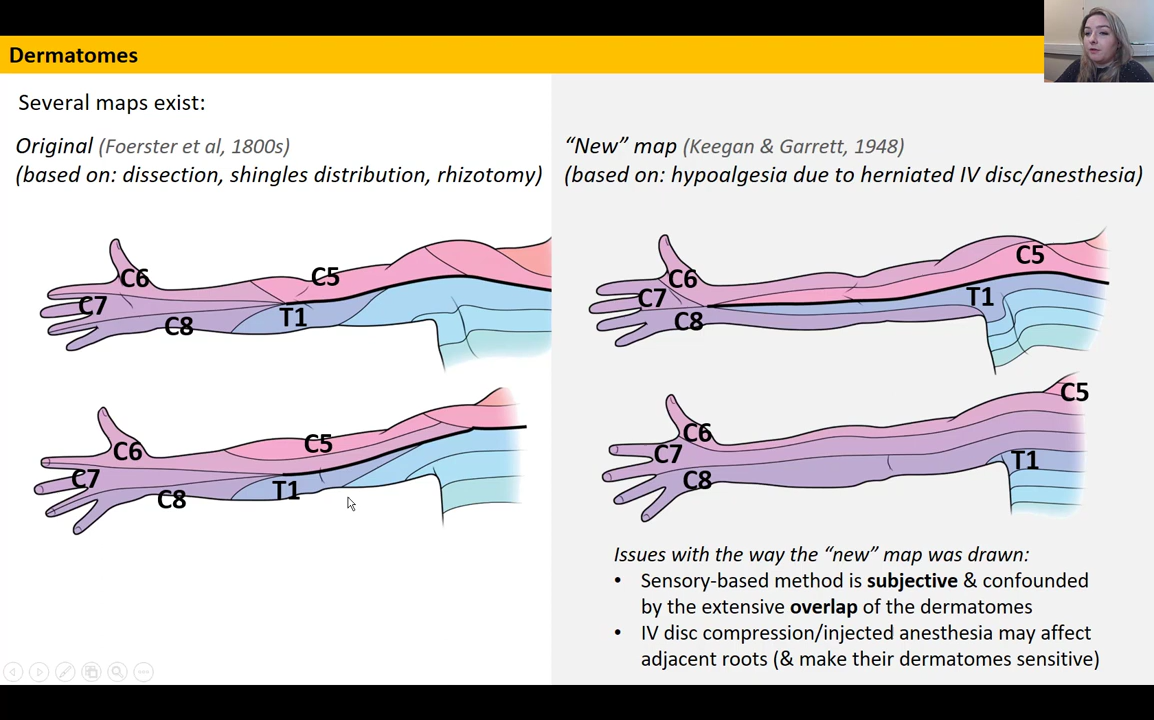 Dermatomes
Several maps exist:
Original (Foerster et al, 1800s)
(based on: dissection, shingles distribution, rhizotomy)
C6
C5
C7
T1
C8
C6
C5
C7
T1
C8
“New” map (Keegan & Garrett, 1948)
(based on: hypoalgesia due to herniated IV disc/anesthesia)
C5
C6
C7
T1
C8
C5
C6
C7
T1
C8
Issues with the way the “new” map was drawn:
• Sensory-based method is subjective & confounded
by the extensive overlap of the dermatomes
• IV disc compression/injected anesthesia may affect
adjacent roots (& make their dermatomes sensitive)